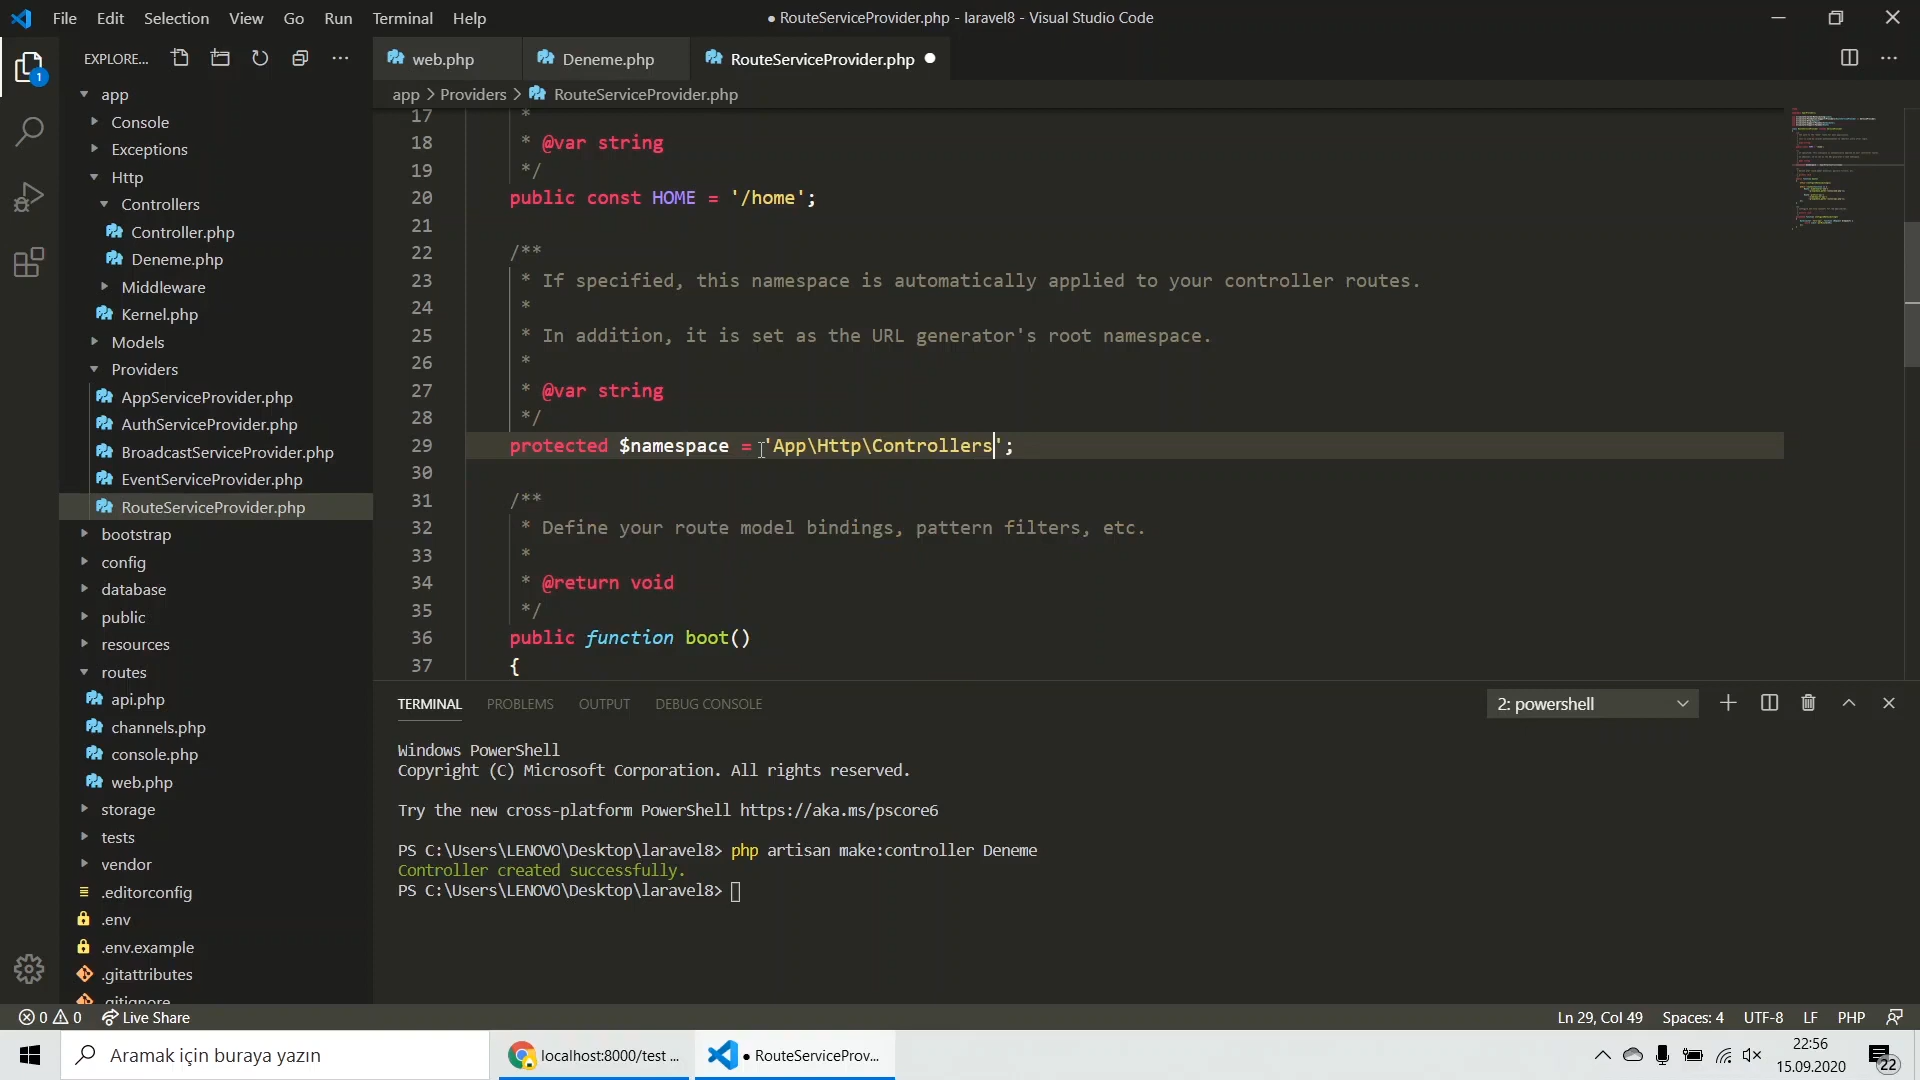 File Edit Selection View Go Run Terminal Help
● RouteServiceProvider.php - laravel8 - Visual Studio Code
EXPLORE...
web.php
Deneme.php
RouteServiceProvider.php
app > Providers > RouteServiceProvider.php
1
app
Console
Exceptions
Http
Controllers
Controller.php
Deneme.php
Middleware
Kernel.php
Models
Providers
AppServiceProvider.php
AuthServiceProvider.php
BroadcastServiceProvider.php
EventServiceProvider.php
RouteServiceProvider.php
bootstrap
config
database
public
resources
routes
api.php
channels.php
console.php
web.php
storage
tests
vendor
.editorconfig
.env
.env.example
.gitattributes
.gitignore
17 *
18 * @var string
19 */
20 public const HOME = '/home';
21
22 /**
23 * If specified, this namespace is automatically applied to your controller routes.
24 *
25 * In addition, it is set as the URL generator's root namespace.
26 *
27 * @var string
28 */
29 protected $namespace = 'App\Http\Controllers';
30
31 /**
32 * Define your route model bindings, pattern filters, etc.
33 *
34 * @return void
35 */
36 public function boot()
37 {
TERMINAL PROBLEMS OUTPUT DEBUG CONSOLE
2: powershell
Windows PowerShell
Copyright (C) Microsoft Corporation. All rights reserved.
Try the new cross-platform PowerShell https://aka.ms/pscore6
PS C:\Users\LENOVO\Desktop\laravel8> php artisan make:controller Deneme
Controller created successfully.
PS C:\Users\LENOVO\Desktop\laravel8>
0 0 Live Share
Ln 29, Col 49 Spaces: 4 UTF-8 LF PHP
Aramak için buraya yazın
localhost:8000/test ...
● RouteServiceProv...
22:56
15.09.2020
22